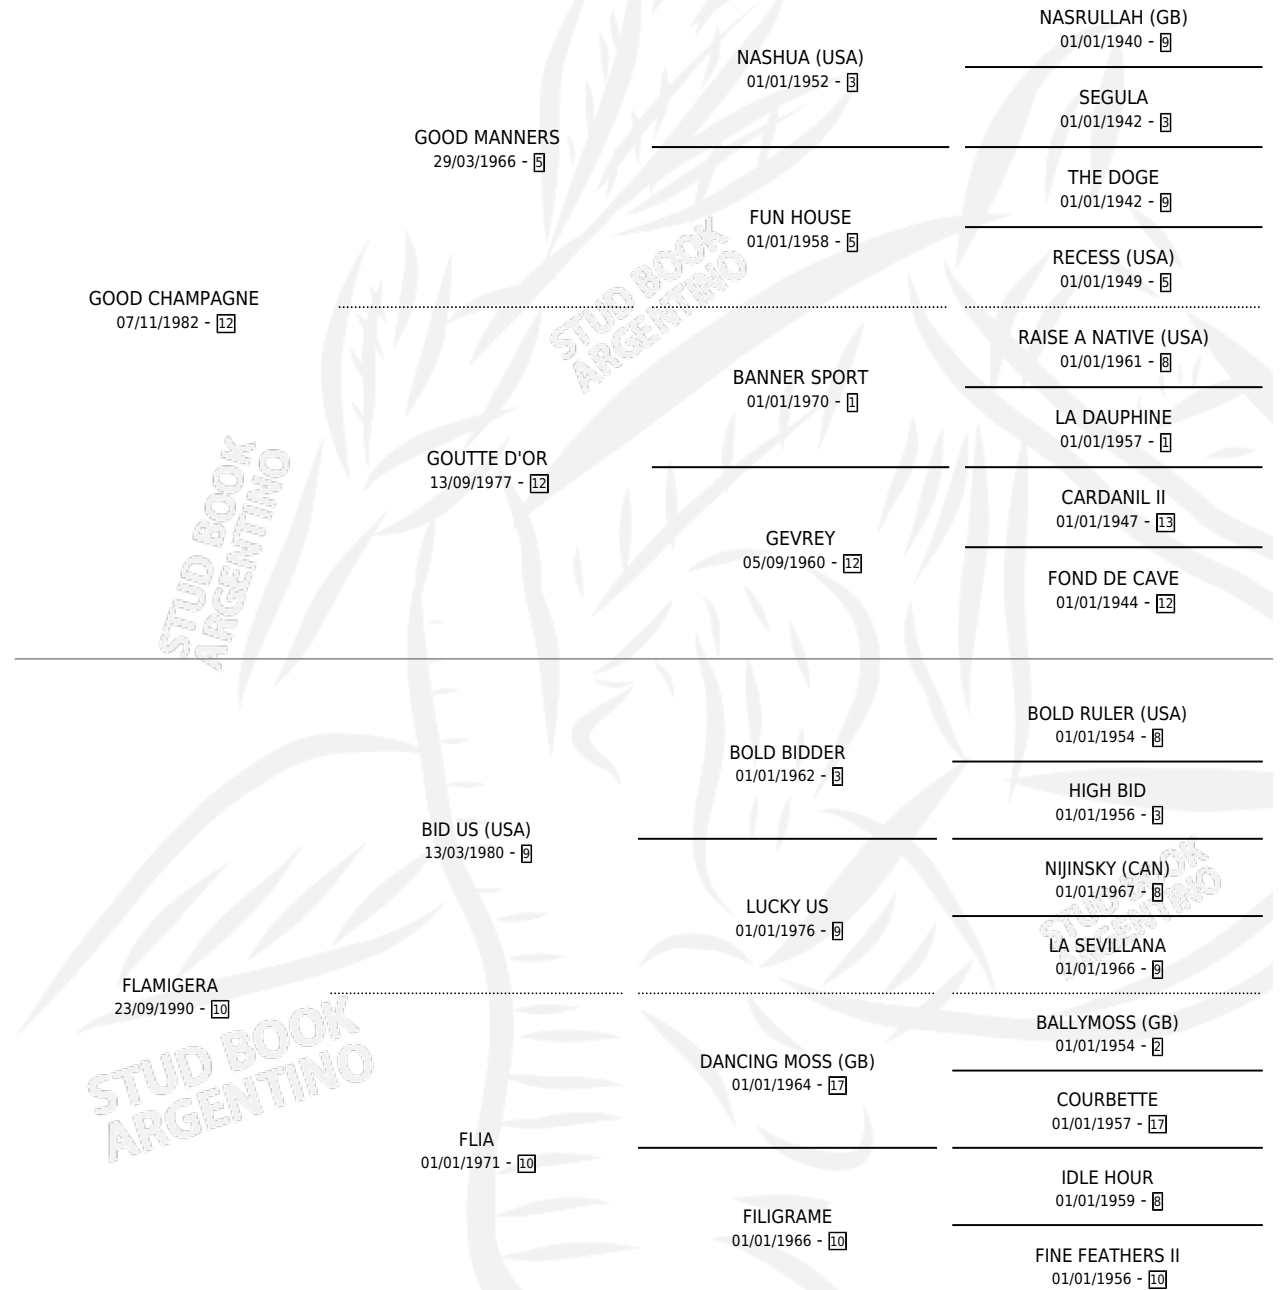 NASRULLAH (GB)
01/01/1940 - 9
NASHUA (USA)
01/01/1952 - 3
SEGULA
01/01/1942 - 3
GOOD MANNERS
29/03/1966 - 5
THE DOGE
01/01/1942 - 9
FUN HOUSE
01/01/1958 - 5
RECESS (USA)
01/01/1949 - 5
GOOD CHAMPAGNE
07/11/1982 - 12
RAISE A NATIVE (USA)
01/01/1961 - 8
BANNER SPORT
01/01/1970 - 1
LA DAUPHINE
01/01/1957 - 1
GOUTTE D'OR
13/09/1977 - 12
CARDANIL II
01/01/1947 - 13
GEVREY
05/09/1960 - 12
FOND DE CAVE
01/01/1944 - 12
BOLD RULER (USA)
01/01/1954 - 8
BOLD BIDDER
01/01/1962 - 3
HIGH BID
01/01/1956 - 3
BID US (USA)
13/03/1980 - 9
NIJINSKY (CAN)
01/01/1967 - 8
LUCKY US
01/01/1976 - 9
LA SEVILLANA
01/01/1966 - 9
FLAMIGERA
23/09/1990 - 10
BALLYMOSS (GB)
01/01/1954 - 2
DANCING MOSS (GB)
01/01/1964 - 17
COURBETTE
01/01/1957 - 17
FLIA
01/01/1971 - 10
IDLE HOUR
01/01/1959 - 8
FILIGRAME
01/01/1966 - 10
FINE FEATHERS II
01/01/1956 - 10
STUD BOOK
ARGENTINO
STUD BOOK
ARGENTINO
STUD BOOK
ARGENTINO
STUD BOOK
ARGENTINO